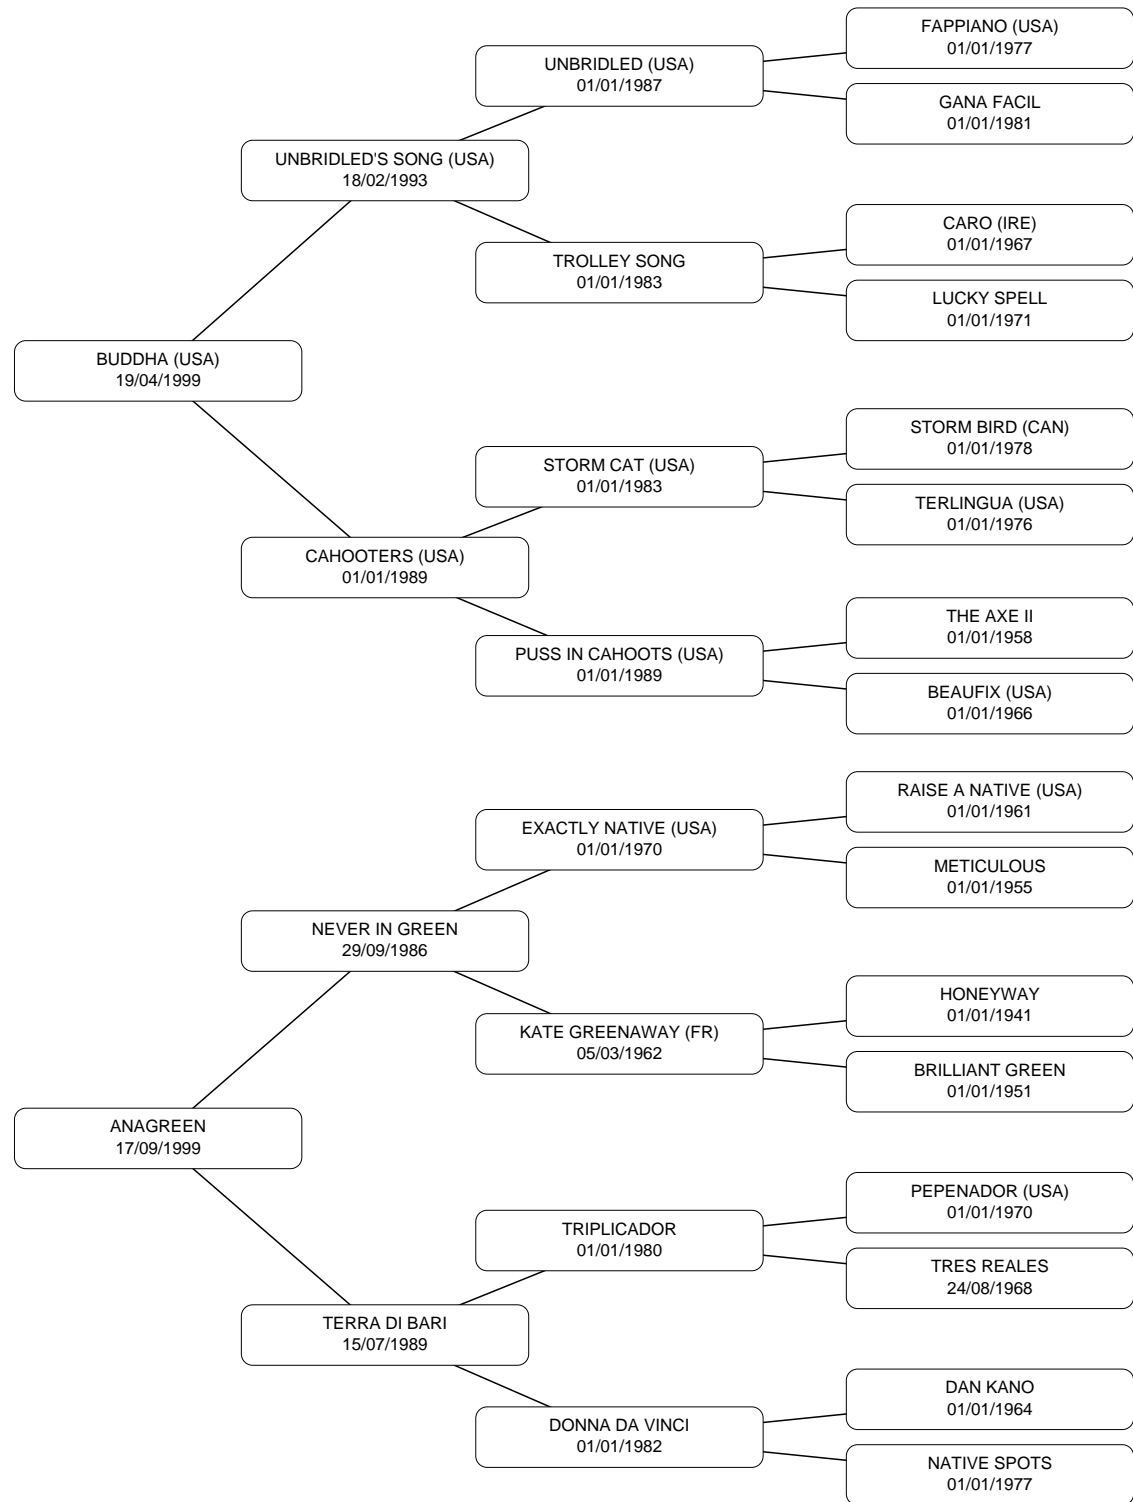 FAPPIANO (USA)
01/01/1977
UNBRIDLED (USA)
01/01/1987
GANA FACIL
01/01/1981
UNBRIDLED'S SONG (USA)
18/02/1993
CARO (IRE)
01/01/1967
TROLLEY SONG
01/01/1983
LUCKY SPELL
01/01/1971
BUDDHA (USA)
19/04/1999
STORM BIRD (CAN)
01/01/1978
STORM CAT (USA)
01/01/1983
TERLINGUA (USA)
01/01/1976
CAHOOTERS (USA)
01/01/1989
THE AXE II
01/01/1958
PUSS IN CAHOOTS (USA)
01/01/1989
BEAUFIX (USA)
01/01/1966
RAISE A NATIVE (USA)
01/01/1961
EXACTLY NATIVE (USA)
01/01/1970
METICULOUS
01/01/1955
NEVER IN GREEN
29/09/1986
HONEYWAY
01/01/1941
KATE GREENAWAY (FR)
05/03/1962
BRILLIANT GREEN
01/01/1951
ANAGREEN
17/09/1999
PEPENADOR (USA)
01/01/1970
TRIPLICADOR
01/01/1980
TRES REALES
24/08/1968
TERRA DI BARI
15/07/1989
DAN KANO
01/01/1964
DONNA DA VINCI
01/01/1982
NATIVE SPOTS
01/01/1977